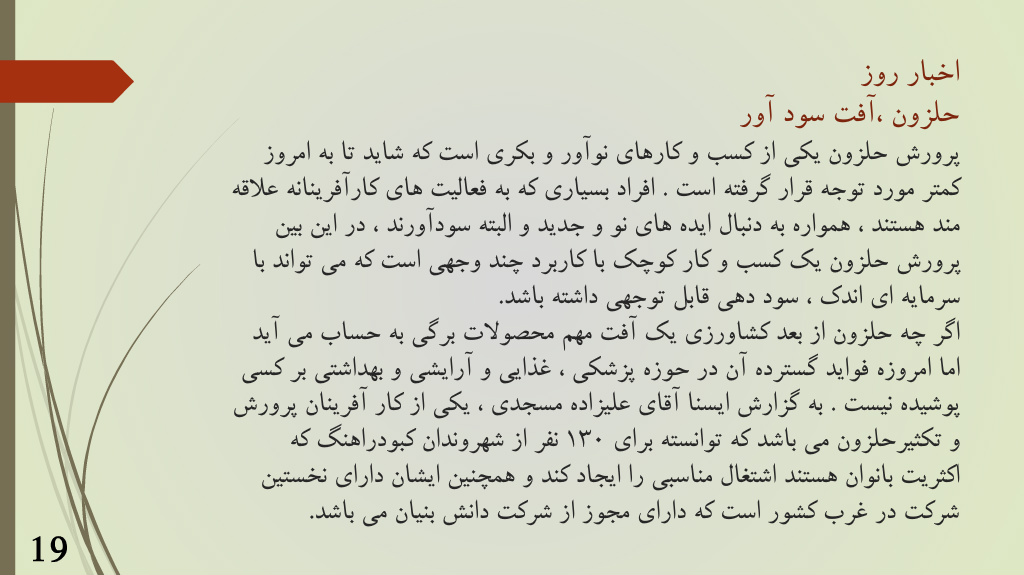 اخبار روز
حلزون ،آفت سود آور
پرورش حلزون یکی از کسب و کارهای نوآور و بکری است که شاید تا به امروز
کمتر مورد توجه قرار گرفته است . افراد بسیاری که به فعالیت های کارآفرینانه علاقه
مند هستند ، همواره به دنبال ایده های نو و جدید و البته سودآورند ، در این بین
پرورش حلزون یک کسب و کار کوچک با کاربرد چند وجهی است که می تواند با
سرمایه ای اندک ، سود دهی قابل توجهی داشته باشد.
اگر چه حلزون از بعد کشاورزی یک آفت مهم محصولات برگی به حساب می آید
اما امروزه فواید گسترده آن در حوزه پزشکی ، غذایی و آرایشی و بهداشتی بر کسی
پوشیده نیست . به گزارش ایسنا آقای علیزاده مسجدی ، یکی از کار آفرینان پرورش
و تکثیرحلزون می باشد که توانسته برای ۱۳۰ نفر از شهروندان کبودراهنگ که
اکثریت بانوان هستند اشتغال مناسبی را ایجاد کند و همچنین ایشان دارای نخستین
شرکت در غرب کشور است که دارای مجوز از شرکت دانش بنیان می باشد.
19